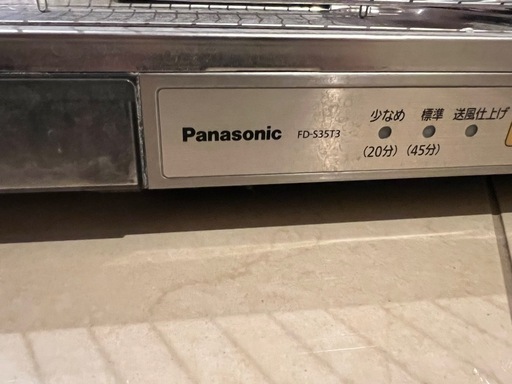 Panasonic FD-S35T3
少なめ 標準 送風仕上げ
(20分) (45分)